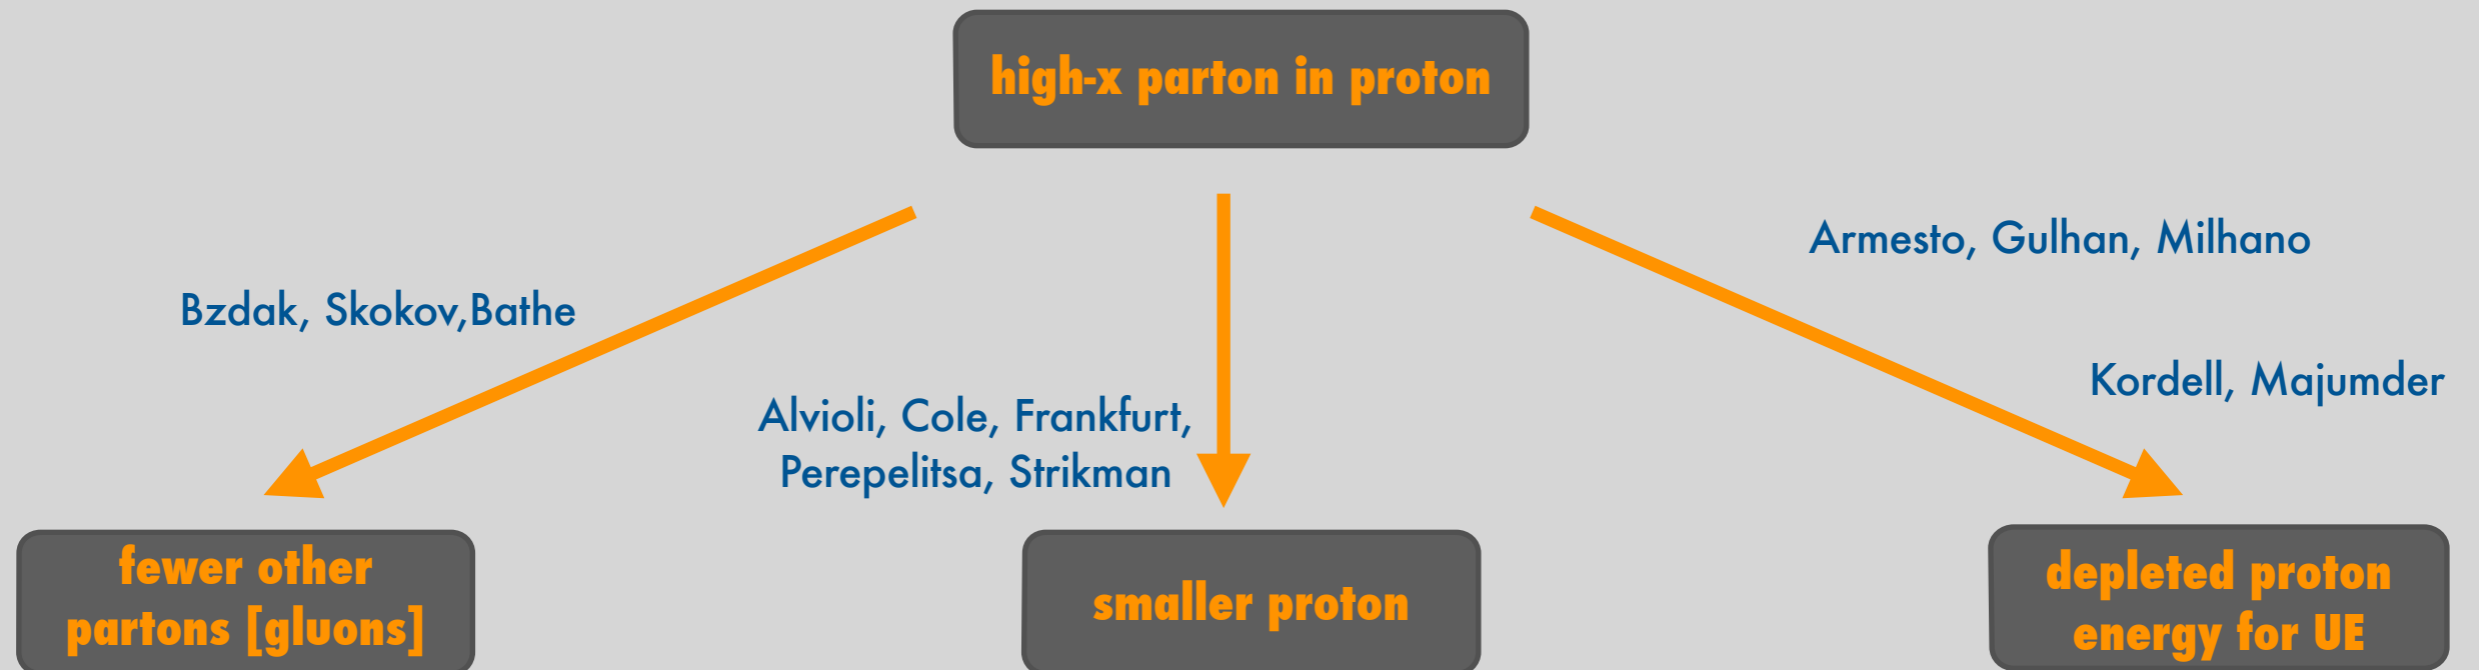 high-x parton in proton
Armesto, Gulhan, Milhano
Bzdak, Skokov,Bathe
Kordell, Majumder
Alvioli, Cole, Frankfurt,
Perepelitsa, Strikman
fewer other
partons [gluons]
smaller proton
depleted proton
energy for UE